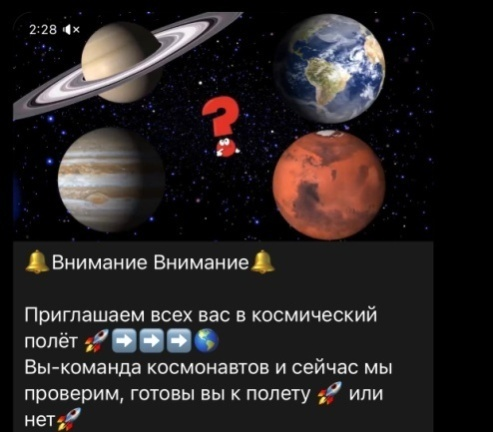 2:28
🔔Внимание Внимание🔔
Приглашаем всех вас в космический
полёт 🚀➡️➡️➡️🌎
Вы-команда космонавтов и сейчас мы
проверим, готовы вы к полету 🚀 или
нет🚀